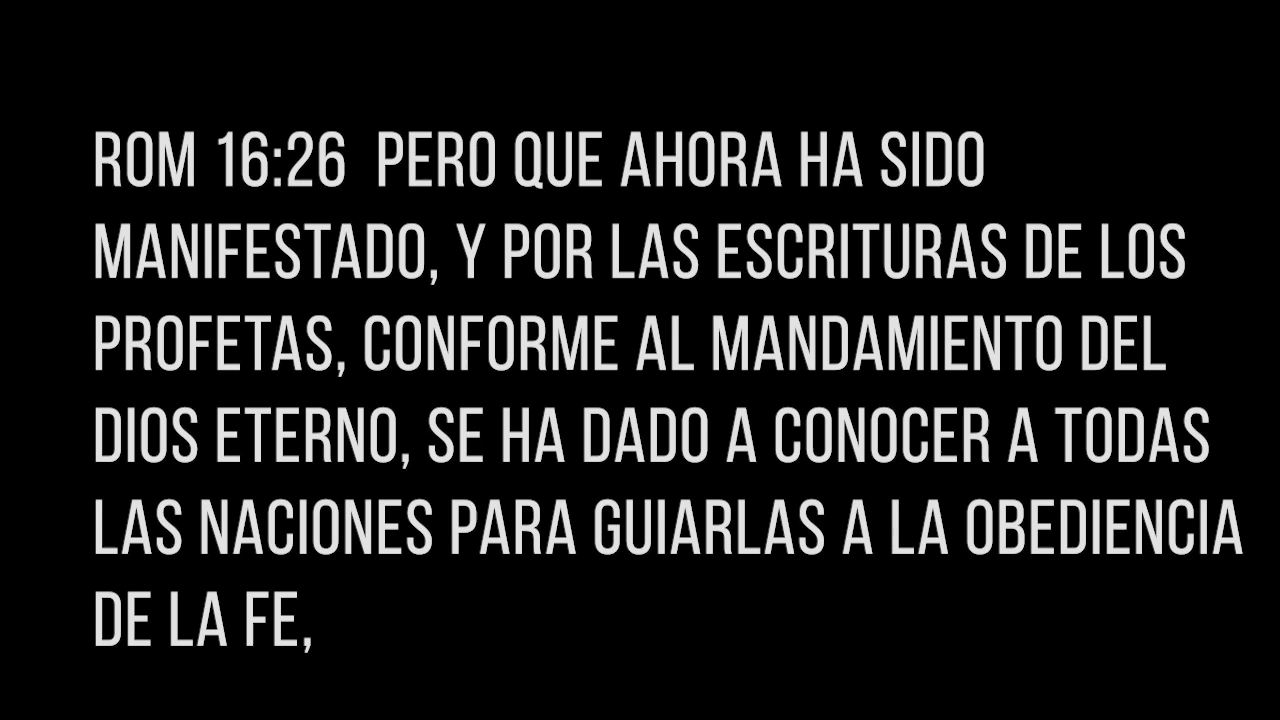 ROM 16:26  PERO QUE AHORA HA SIDO
MANIFESTADO, Y POR LAS ESCRITURAS DE LOS
PROFETAS, CONFORME AL MANDAMIENTO DEL
DIOS ETERNO, SE HA DADO A CONOCER A TODAS
LAS NACIONES PARA GUIARLAS A LA OBEDIENCIA
DE LA FE,